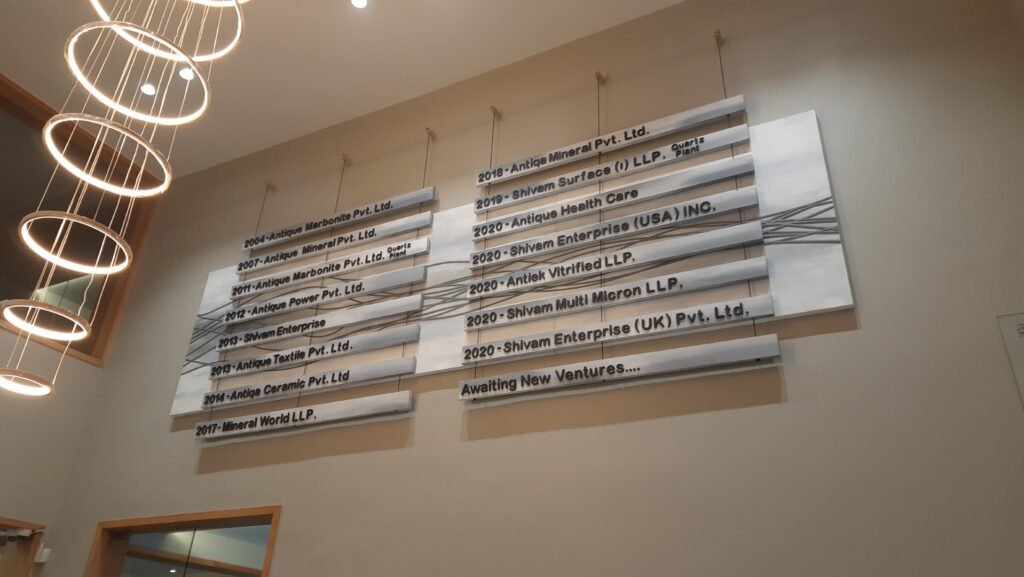 2004-Antique Marbonite Pvt. Ltd.
2007-Antique Mineral Pvt. Ltd.
2011-Antique Marbonite Pvt. Ltd. Quartz Plant
2012-Antique Power Pvt. Ltd.
2013-Shivam Enterprise
2013-Antique Textile Pvt. Ltd.
2014-Antiqa Ceramic Pvt. Ltd
2017-Mineral World LLP.
2018-Antiqa Mineral Pvt. Ltd.
2019-Shivam Surface (I) LLP. Quartz Plant
2020-Antique Health Care
2020-Shivam Enterprise (USA) INC.
2020-Antiek Vitrified LLP.
2020-Shivam Multi Micron LLP.
2020-Shivam Enterprise (UK) Pvt. Ltd.
Awaiting New Ventures....